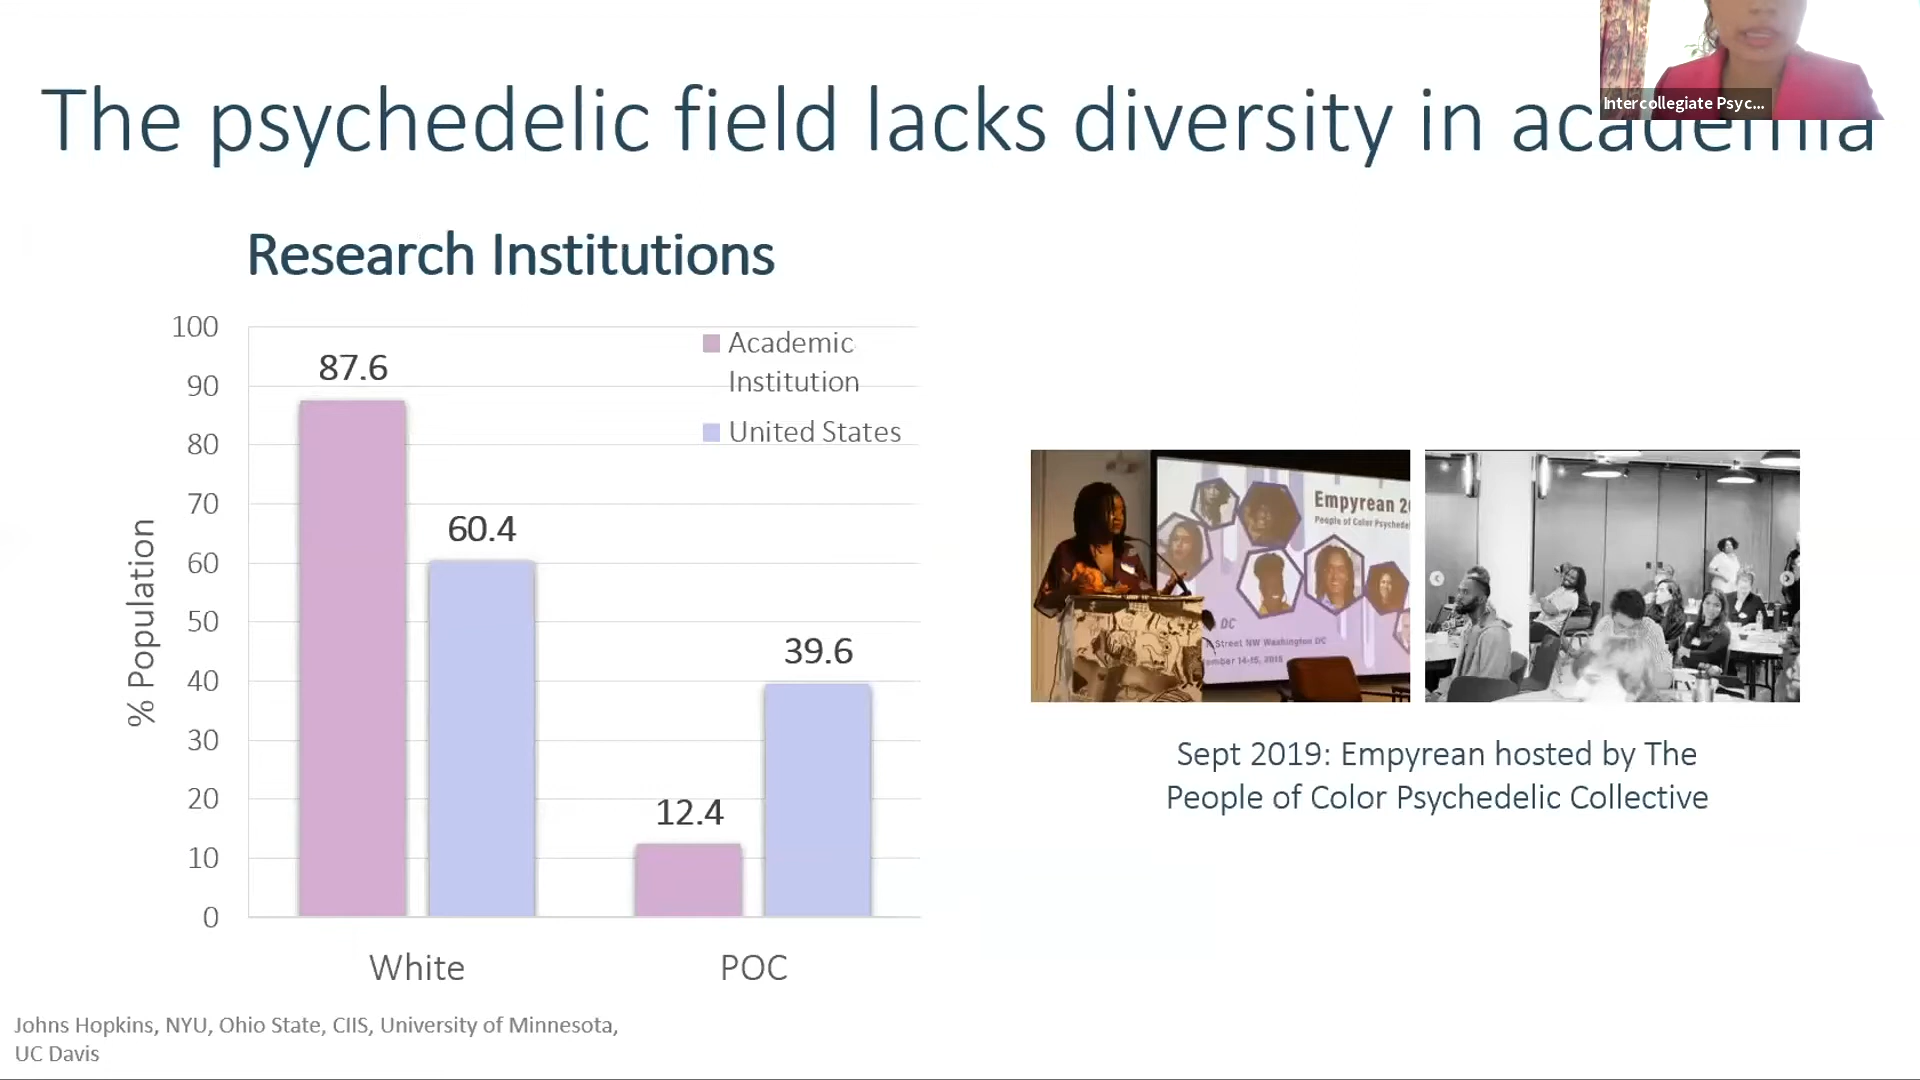 Intercollegiate Psyc...
The psychedelic field lacks diversity in academia
Research Institutions
Academic
Institution
United States
100
90
80
70
60
50
40
30
20
10
0
% Population
87.6
60.4
12.4
39.6
White
POC
Empyrean 2
People of Color Psychede
DC
Street NW Washington DC
Sept 2019: Empyrean hosted by The
People of Color Psychedelic Collective
Johns Hopkins, NYU, Ohio State, CIIS, University of Minnesota,
UC Davis